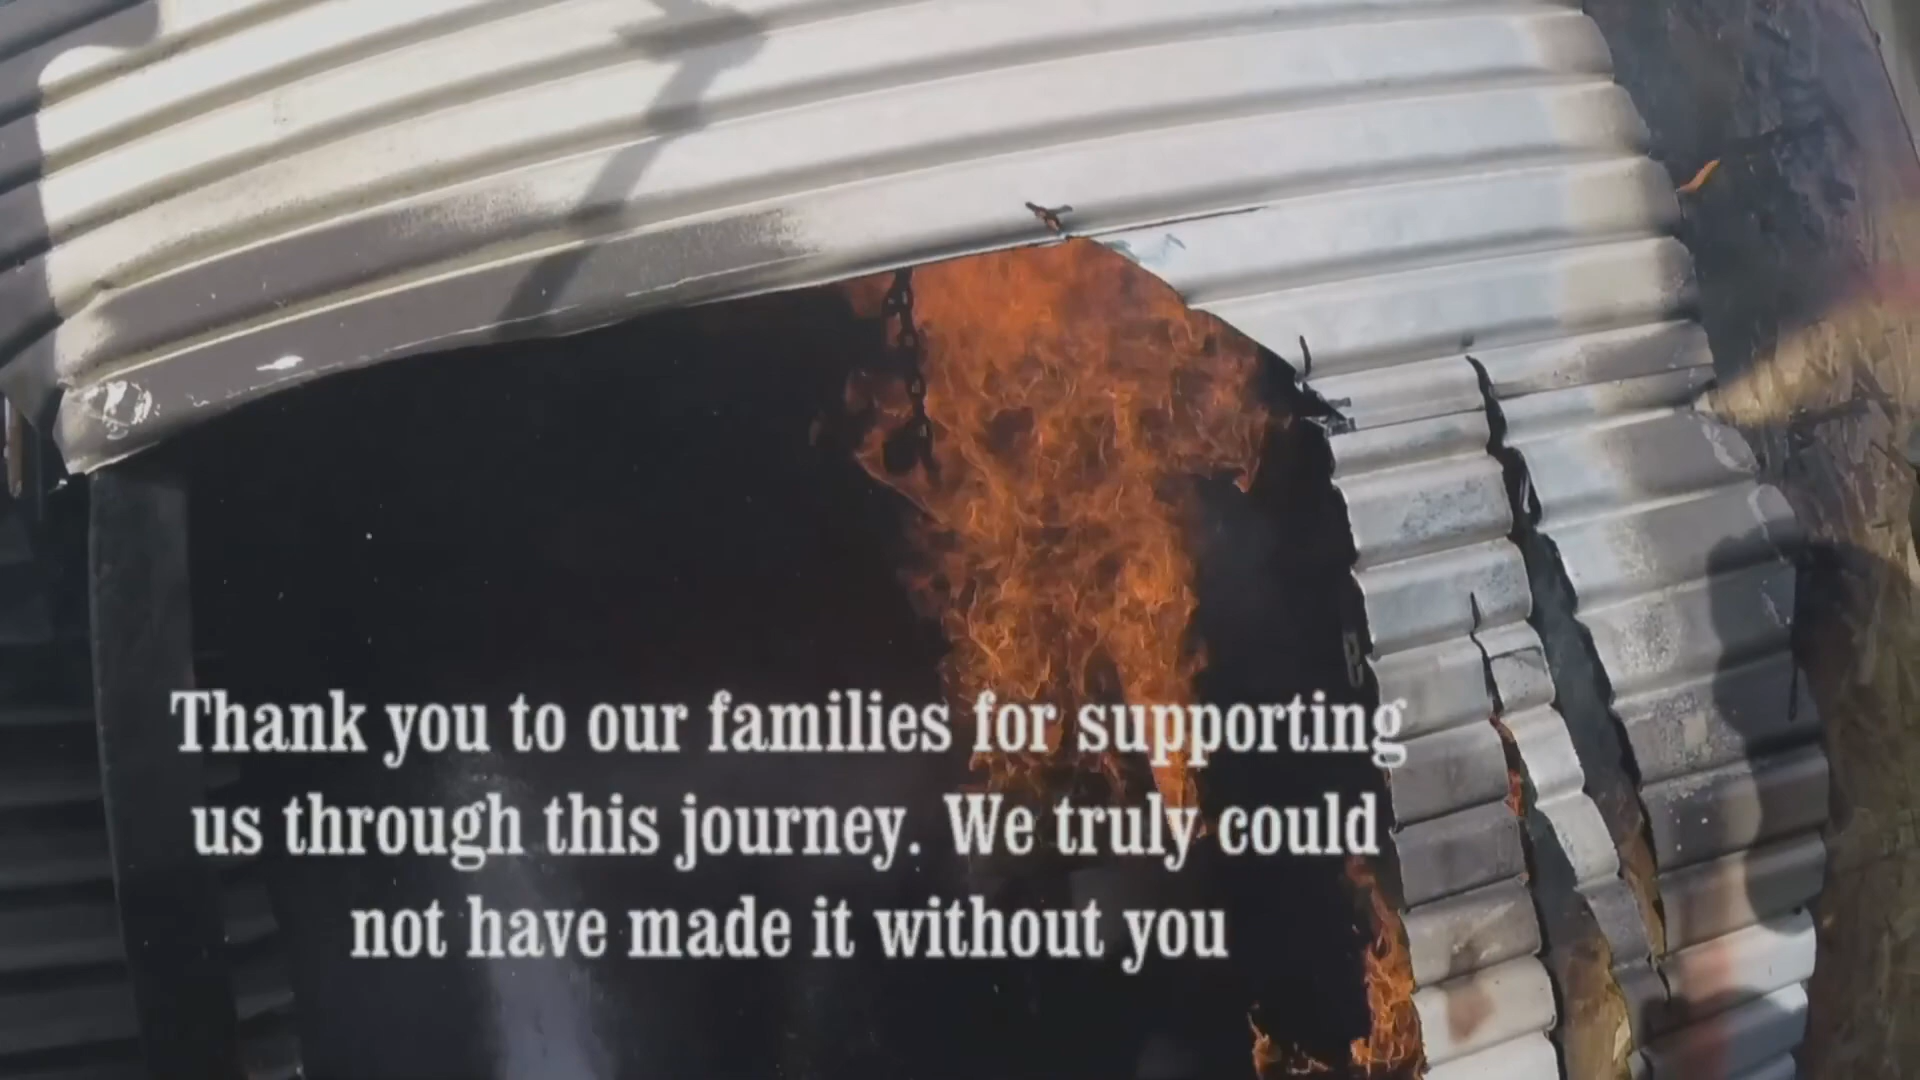 Thank you to our families for supporting
us through this journey. We truly could
not have made it without you